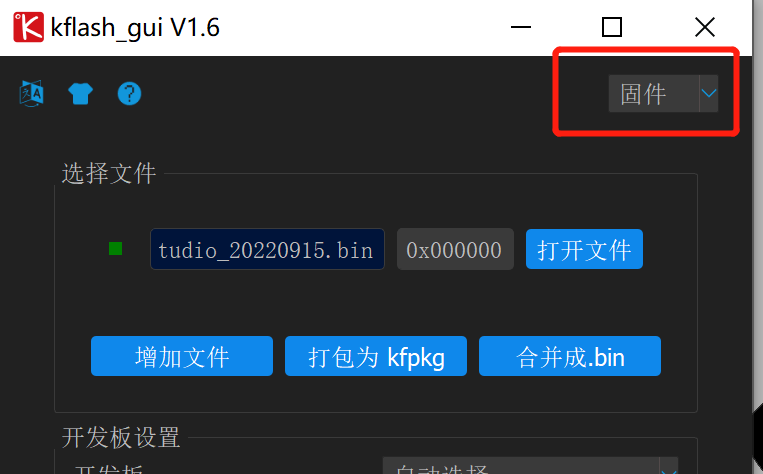 kflash_gui V1.6
固件
选择文件
tudio_20220915.bin 0x000000 打开文件
增加文件 打包为 kfpkg 合并成.bin
开发板设置
开发板 自动选择